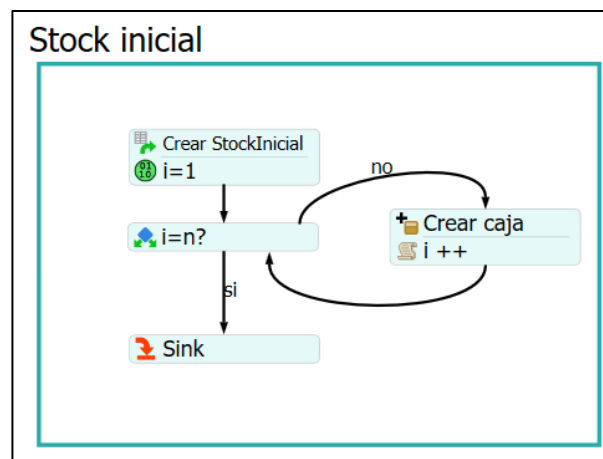 Stock inicial
Crear StockInicial
i=1
no
i=n?
Crear caja
i ++
si
Sink